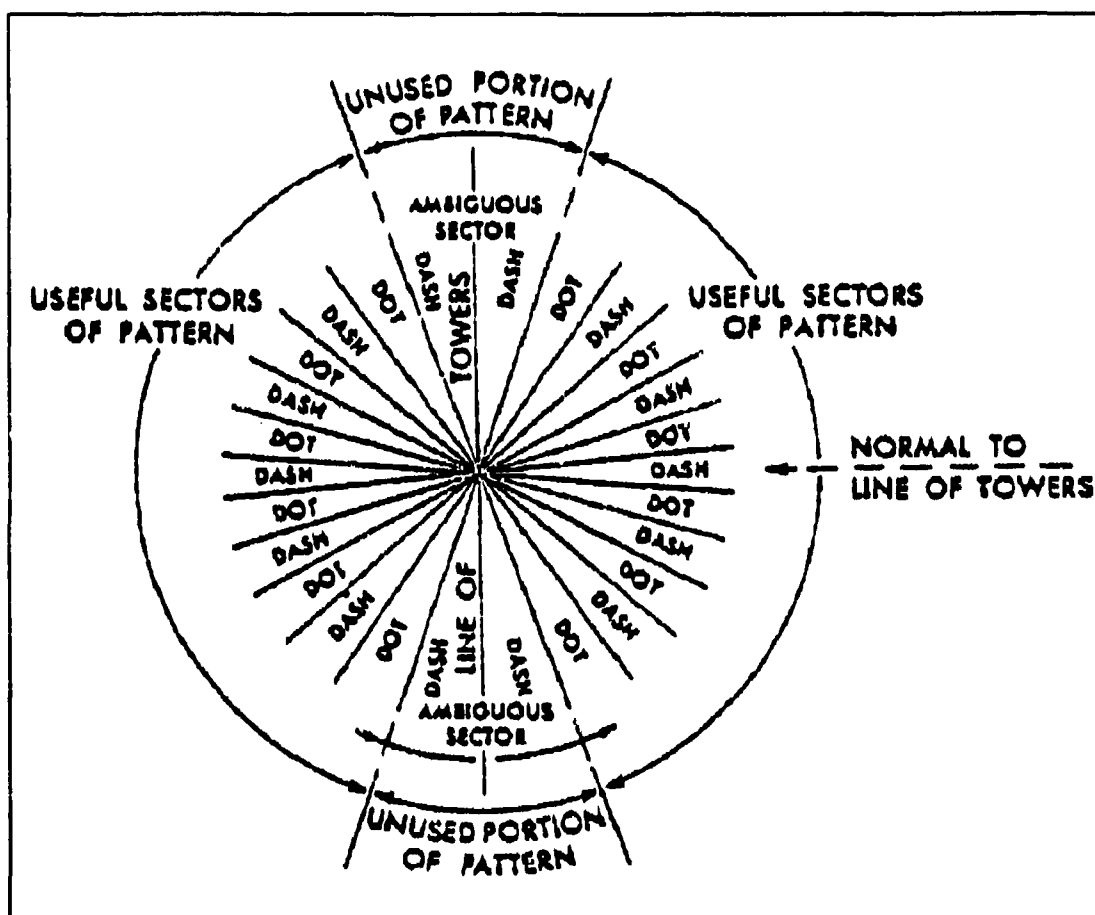 UNUSED PORTION
OF PATTERN
AMBIGUOUS
SECTOR
DASH
TOWERS
DASH
USEFUL SECTORS
OF PATTERN
DOT
DASH
DOT
DASH
DOT
DASH
DOT
DASH
DOT
DASH
DOT
USEFUL SECTORS
OF PATTERN
DOT
DASH
DOT
DASH
DOT
DASH
DOT
DASH
DOT
DASH
DOT
NORMAL TO
LINE OF TOWERS
DASH
LINE OF
DASH
AMBIGUOUS
SECTOR
UNUSED PORTION
OF PATTERN